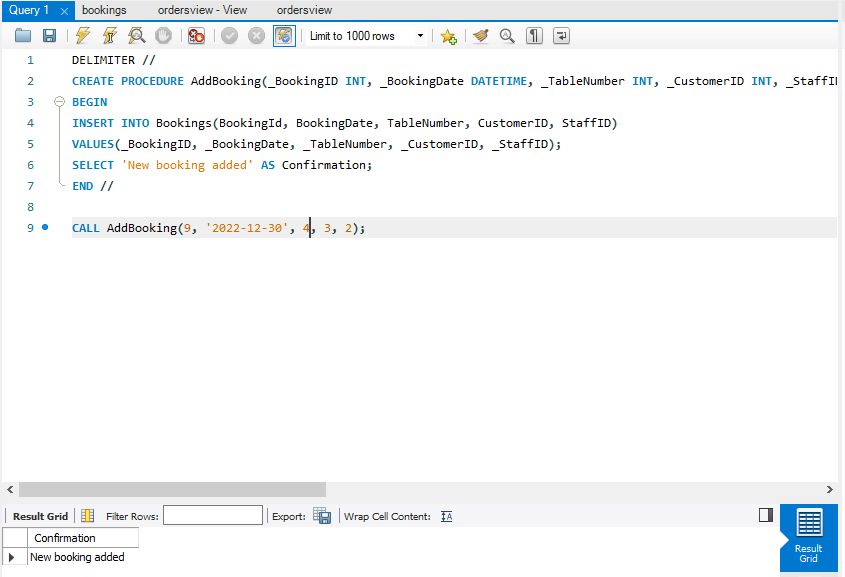 Query 1 bookings ordersview - View ordersview
Limit to 1000 rows
1 DELIMITER //
2 CREATE PROCEDURE AddBooking(_BookingID INT, _BookingDate DATETIME, _TableNumber INT, _CustomerID INT, _StaffI
3 BEGIN
4 INSERT INTO Bookings(BookingId, BookingDate, TableNumber, CustomerID, StaffID)
5 VALUES(_BookingID, _BookingDate, _TableNumber, _CustomerID, _StaffID);
6 SELECT 'New booking added' AS Confirmation;
7 END //
8
9 CALL AddBooking(9, '2022-12-30', 4, 3, 2);
Result Grid Filter Rows: Export: Wrap Cell Content:
Confirmation
New booking added
Result
Grid